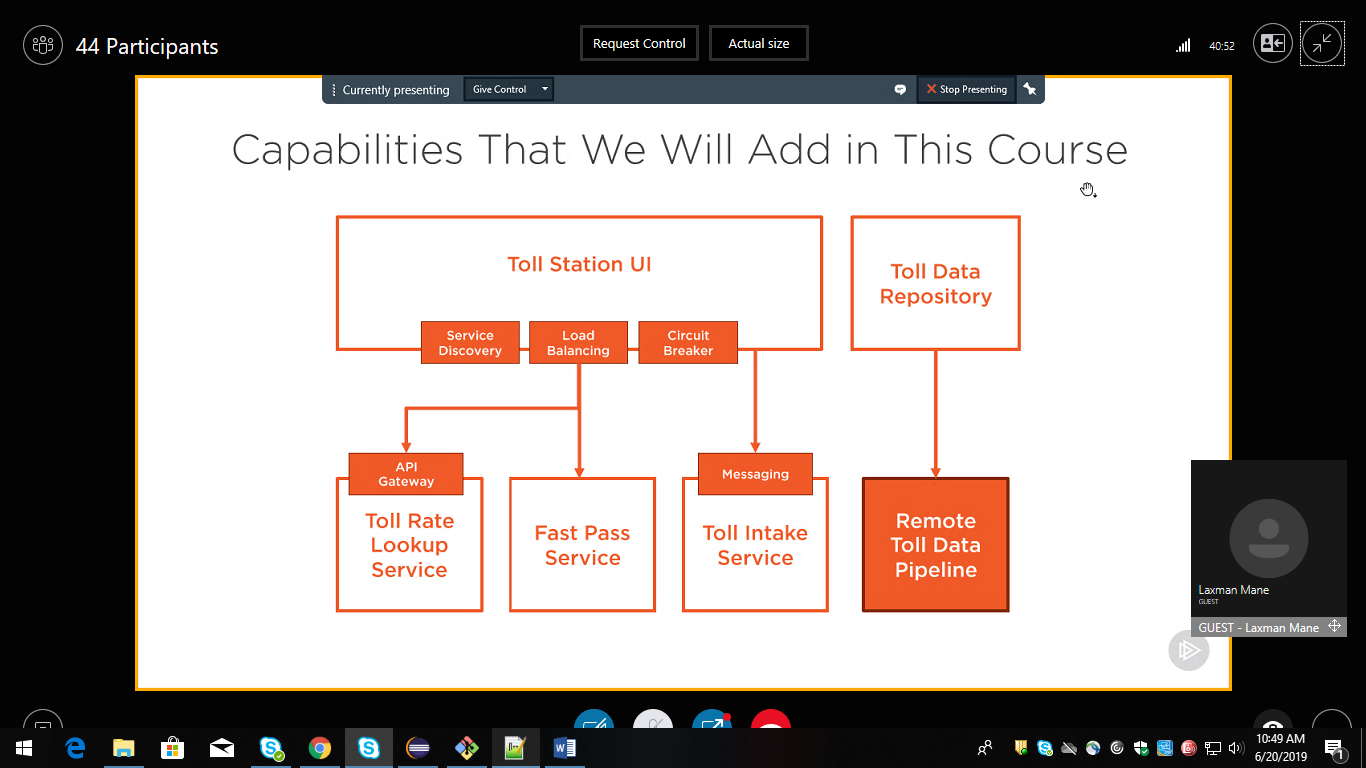 44 Participants
Request Control
Actual size
40:52
Currently presenting
Give Control
Stop Presenting
Capabilities That We Will Add in This Course
Toll Station UI
Toll Data
Repository
Service
Discovery
Load
Balancing
Circuit
Breaker
API
Gateway
Messaging
Toll Rate
Lookup
Service
Fast Pass
Service
Toll Intake
Service
Remote
Toll Data
Pipeline
Laxman Mane
GUEST
GUEST - Laxman Mane
10:49 AM
6/20/2019
1